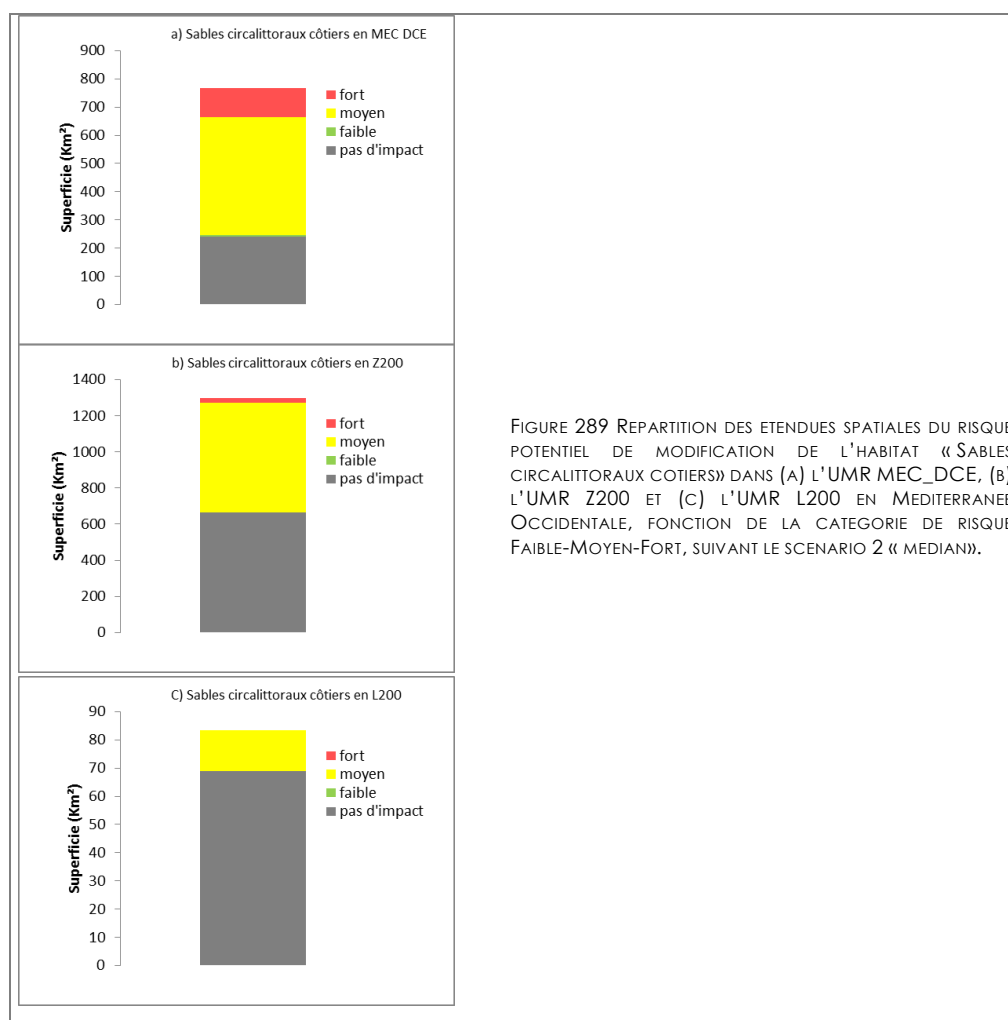 a) Sables circalittoraux côtiers en MEC DCE
Superficie (Km²)
900
800
700
600
500
400
300
200
100
0
fort
moyen
faible
pas d'impact
b) Sables circalittoraux côtiers en Z200
Superficie (Km²)
1400
1200
1000
800
600
400
200
0
fort
moyen
faible
pas d'impact
C) Sables circalittoraux côtiers en L200
Superficie (Km²)
90
80
70
60
50
40
30
20
10
0
fort
moyen
faible
pas d'impact
FIGURE 289 REPARTITION DES ETENDUES SPATIALES DU RISQUE
POTENTIEL DE MODIFICATION DE L'HABITAT « SABLES
CIRCALITTORAUX COTIERS» DANS (A) L'UMR MEC_DCE, (B)
L'UMR Z200 ET (C) L'UMR L200 EN MEDITERRANEE
OCCIDENTALE, FONCTION DE LA CATEGORIE DE RISQUE
FAIBLE-MOYEN-FORT, SUIVANT LE SCENARIO 2 « MEDIAN».